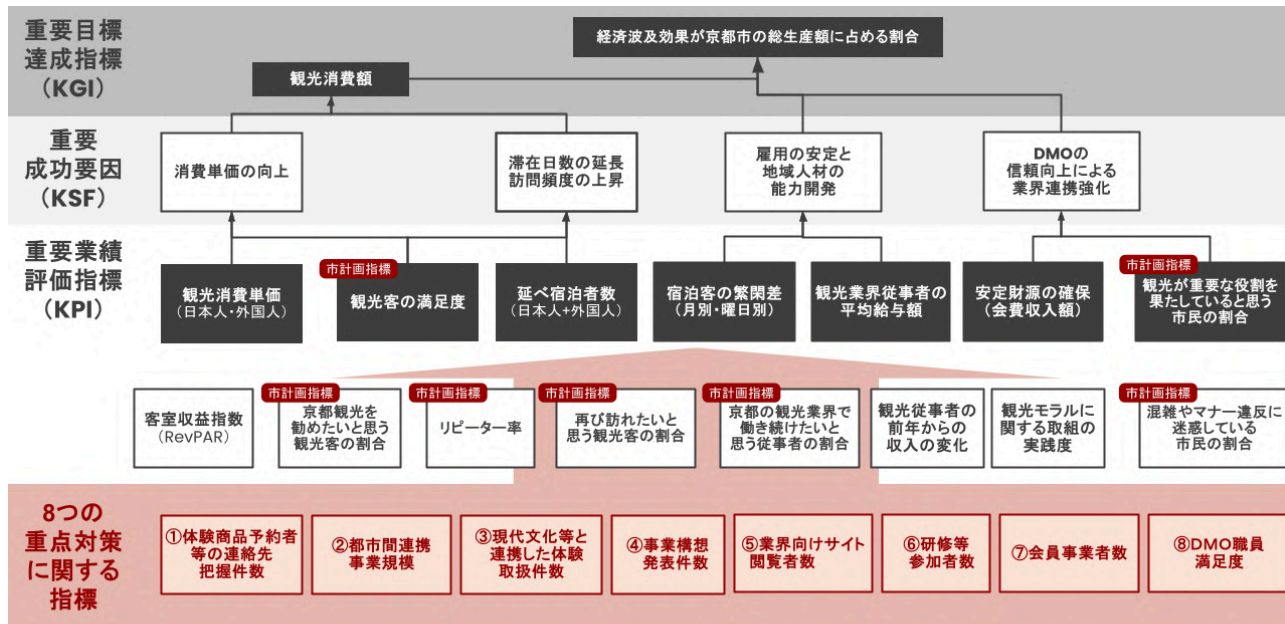 重要目標
達成指標
（KGI）
経済波及効果が京都市の総生産額に占める割合
観光消費額
重要
成功要因
（KSF）
消費単価の向上
滞在日数の延長
訪問頻度の上昇
雇用の安定と
地域人材の
能力開発
DMOの
信頼向上による
業界連携強化
重要業績
評価指標
（KPI）
観光消費単価
（日本人・外国人）
市計画指標
観光客の満足度
延べ宿泊者数
（日本人+外国人）
宿泊客の繁閑差
（月別・曜日別）
観光業界従事者の
平均給与額
安定財源の確保
（会費収入額）
市計画指標
観光が重要な役割を
果たしていると思う
市民の割合
客室収益指数
（RevPAR）
市計画指標
京都観光を
勧めたいと思う
観光客の割合
市計画指標
リピーター率
市計画指標
再び訪れたいと
思う観光客の割合
市計画指標
京都の観光業界で
働き続けたいと
思う従事者の割合
観光従事者の
前年からの
収入の変化
観光モラルに
関する取組の
実践度
市計画指標
混雑やマナー違反に
迷惑している
市民の割合
8つの
重点対策
に関する
指標
①体験商品予約者
等の連絡先
把握件数
②都市間連携
事業規模
③現代文化等と
連携した体験
取扱件数
④事業構想
発表件数
⑤業界向けサイト
閲覧者数
⑥研修等
参加者数
⑦会員事業者数
⑧DMO職員
満足度